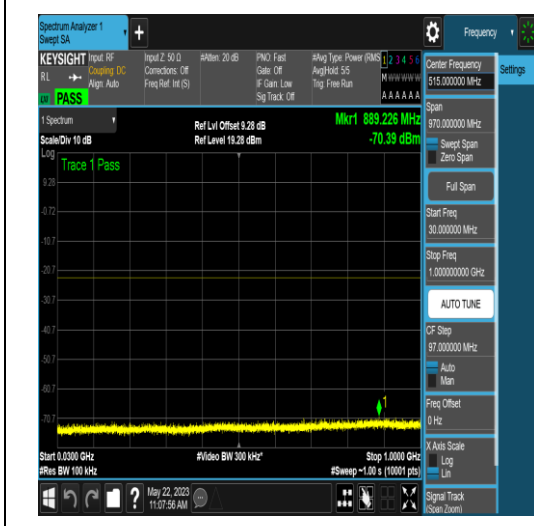 Spectrum Analyzer 1
Swept SA
+
Frequency
KEYSIGHT
Input: RF
Coupling: DC
Align: Auto
Input Z: 50 Ω
Corrections: Off
Freq Ref: Int (S)
#Atten: 20 dB
PNO: Fast
Gate: Off
IF Gain: Low
Sig Track: Off
#Avg Type: Power (RMS)
Avg|Hold: 5/5
Trig: Free Run
1 2 3 4 5 6
M W W W W W
A A A A A A
RL
PASS
1 Spectrum
Scale/Div 10 dB
Ref Lvl Offset 9.28 dB
Ref Level 19.28 dBm
Mkr1 889.226 MHz
-70.39 dBm
Log
Trace 1 Pass
9.28
-0.72
-10.7
-20.7
-30.7
-40.7
-50.7
-60.7
-70.7
1
Start 0.0300 GHz
#Res BW 100 kHz
#Video BW 300 kHz*
Stop 1.0000 GHz
#Sweep ~1.00 s (10001 pts)
May 22, 2023
11:07:56 AM
Center Frequency
515.000000 MHz
Settings
Span
970.000000 MHz
Swept Span
Zero Span
Full Span
Start Freq
30.000000 MHz
Stop Freq
1.000000000 GHz
AUTO TUNE
CF Step
97.000000 MHz
Auto
Man
Freq Offset
0 Hz
X Axis Scale
Log
Lin
Signal Track
(Span Zoom)